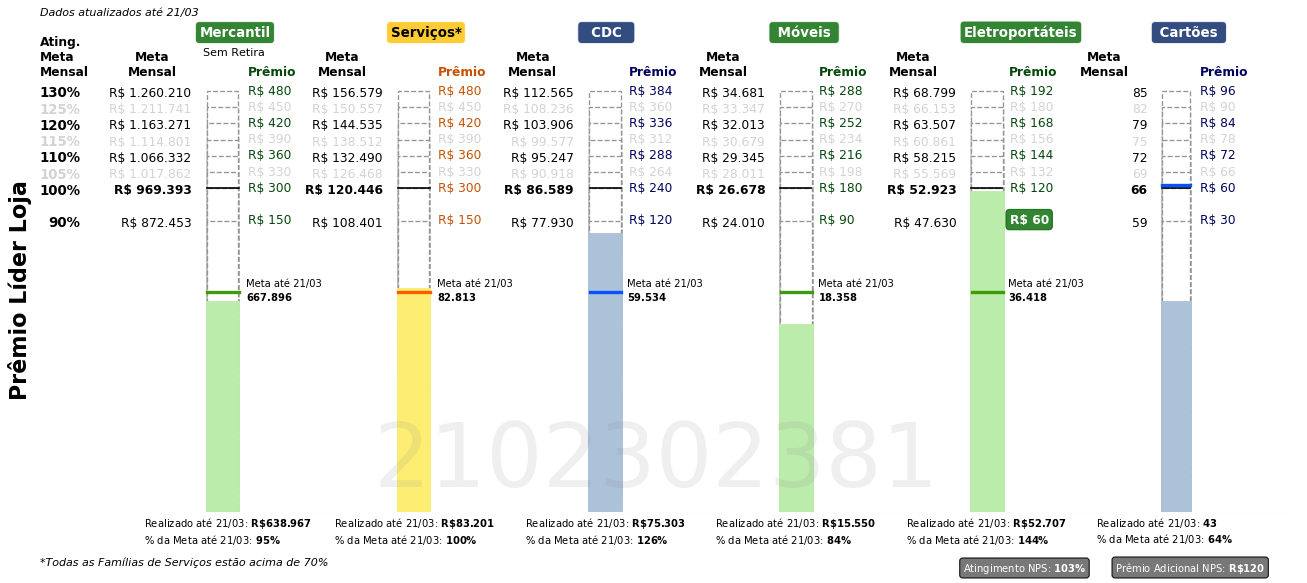 Dados atualizados até 21/03
Mercantil Serviços* CDC Móveis Eletroportáteis Cartões
Sem Retira
Ating. Meta Mensal Meta Mensal Prêmio Meta Mensal Prêmio Meta Mensal Prêmio Meta Mensal Prêmio Meta Mensal Prêmio Meta Mensal Prêmio
130% R$ 1.260.210 R$ 480 R$ 156.579 R$ 480 R$ 112.565 R$ 384 R$ 34.681 R$ 288 R$ 68.799 R$ 192 85 R$ 96
125% R$ 1.211.741 R$ 450 R$ 150.557 R$ 450 R$ 108.236 R$ 360 R$ 33.347 R$ 270 R$ 66.153 R$ 180 82 R$ 90
120% R$ 1.163.271 R$ 420 R$ 144.535 R$ 420 R$ 103.906 R$ 336 R$ 32.013 R$ 252 R$ 63.507 R$ 168 79 R$ 84
115% R$ 1.114.801 R$ 390 R$ 138.512 R$ 390 R$ 99.577 R$ 312 R$ 30.679 R$ 234 R$ 60.861 R$ 156 75 R$ 78
110% R$ 1.066.332 R$ 360 R$ 132.490 R$ 360 R$ 95.247 R$ 288 R$ 29.345 R$ 216 R$ 58.215 R$ 144 72 R$ 72
105% R$ 1.017.862 R$ 330 R$ 126.468 R$ 330 R$ 90.918 R$ 264 R$ 28.011 R$ 198 R$ 55.569 R$ 132 69 R$ 66
100% R$ 969.393 R$ 300 R$ 120.446 R$ 300 R$ 86.589 R$ 240 R$ 26.678 R$ 180 R$ 52.923 R$ 120 66 R$ 60
90% R$ 872.453 R$ 150 R$ 108.401 R$ 150 R$ 77.930 R$ 120 R$ 24.010 R$ 90 R$ 47.630 R$ 60 59 R$ 30
Meta até 21/03 Meta até 21/03 Meta até 21/03 Meta até 21/03 Meta até 21/03
667.896 82.813 59.534 18.358 36.418
Prêmio Líder Loja
2102302381
Realizado até 21/03: R$638.967 Realizado até 21/03: R$83.201 Realizado até 21/03: R$75.303 Realizado até 21/03: R$15.550 Realizado até 21/03: R$52.707 Realizado até 21/03: 43
% da Meta até 21/03: 95% % da Meta até 21/03: 100% % da Meta até 21/03: 126% % da Meta até 21/03: 84% % da Meta até 21/03: 144% % da Meta até 21/03: 64%
*Todas as Famílias de Serviços estão acima de 70% Atingimento NPS: 103% Prêmio Adicional NPS: R$120